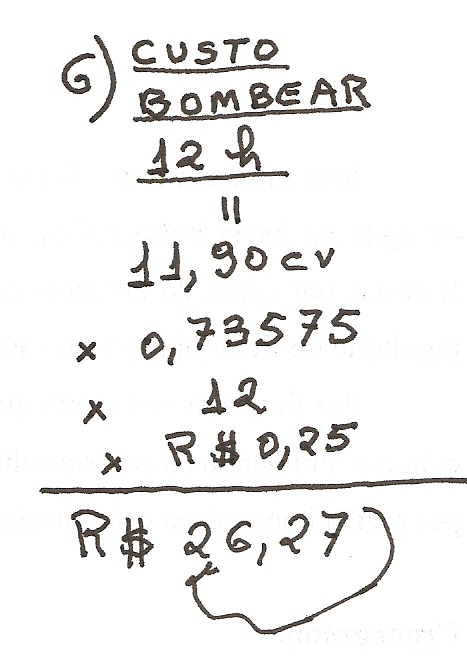 6) CUSTO
BOMBEAR
12 h
=
11,90 cv
x 0,73575
x 12
x R$ 0,25
R$ 26,27